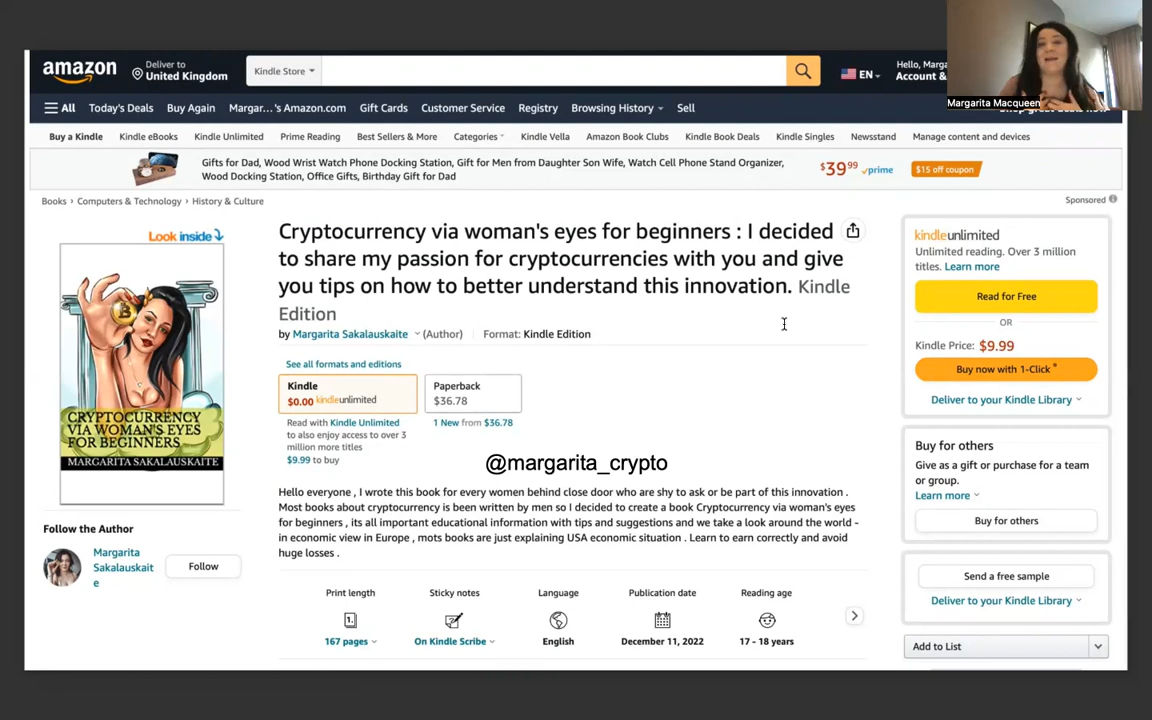 amazon
Deliver to
United Kingdom
Kindle Store
EN
Hello, Marga
Account &
Margarita Macqueen
All Today's Deals Buy Again Margar...'s Amazon.com Gift Cards Customer Service Registry Browsing History Sell
Buy a Kindle Kindle eBooks Kindle Unlimited Prime Reading Best Sellers & More Categories Kindle Vella Amazon Book Clubs Kindle Book Deals Kindle Singles Newsstand Manage content and devices
Gifts for Dad, Wood Wrist Watch Phone Docking Station, Gift for Men from Daughter Son Wife, Watch Cell Phone Stand Organizer,
Wood Docking Station, Office Gifts, Birthday Gift for Dad
$39.99 prime
$15 off coupon
Sponsored
Books › Computers & Technology › History & Culture
Look inside
CRYPTOCURRENCY
VIA WOMAN'S EYES
FOR BEGINNERS
MARGARITA SAKALAUSKAITE
Follow the Author
Margarita
Sakalauskait
e
Follow
Cryptocurrency via woman's eyes for beginners : I decided
to share my passion for cryptocurrencies with you and give
you tips on how to better understand this innovation. Kindle
Edition
by Margarita Sakalauskaite (Author) Format: Kindle Edition
See all formats and editions
Kindle
$0.00 kindleunlimited
Paperback
$36.78
Read with Kindle Unlimited
to also enjoy access to over 3
million more titles
$9.99 to buy
1 New from $36.78
@margarita_crypto
Hello everyone , I wrote this book for every women behind close door who are shy to ask or be part of this innovation .
Most books about cryptocurrency is been written by men so I decided to create a book Cryptocurrency via woman's eyes
for beginners , its all important educational information with tips and suggestions and we take a look around the world -
in economic view in Europe , mots books are just explaining USA economic situation . Learn to earn correctly and avoid
huge losses .
Print length Sticky notes Language Publication date Reading age
167 pages On Kindle Scribe English December 11, 2022 17 - 18 years
kindleunlimited
Unlimited reading. Over 3 million
titles. Learn more
Read for Free
OR
Kindle Price: $9.99
Buy now with 1-Click
Deliver to your Kindle Library
Buy for others
Give as a gift or purchase for a team
or group.
Learn more
Buy for others
Send a free sample
Deliver to your Kindle Library
Add to List